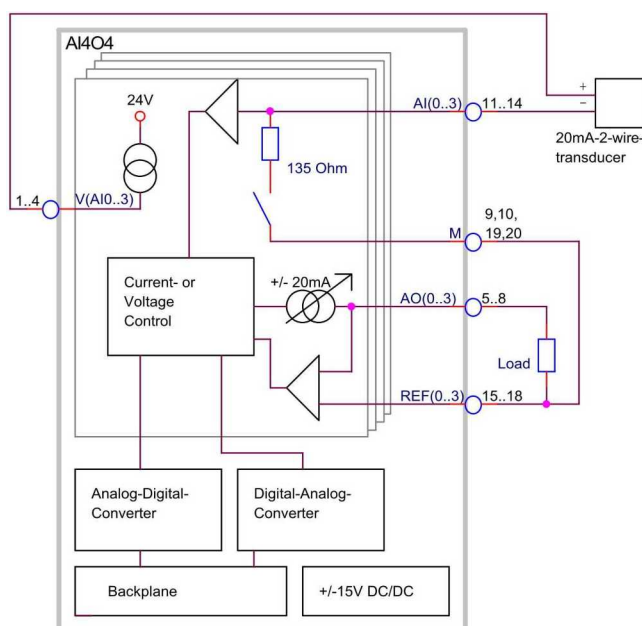 AI4O4
24V
AI(0..3)
11..14
+
−
20mA-2-wire-
transducer
135 Ohm
1..4
V(AI0..3)
9,10,
19,20
M
Current- or
Voltage
Control
+/- 20mA
AO(0..3)
5..8
Load
REF(0..3)
15..18
Analog-Digital-
Converter
Digital-Analog-
Converter
Backplane
+/-15V DC/DC